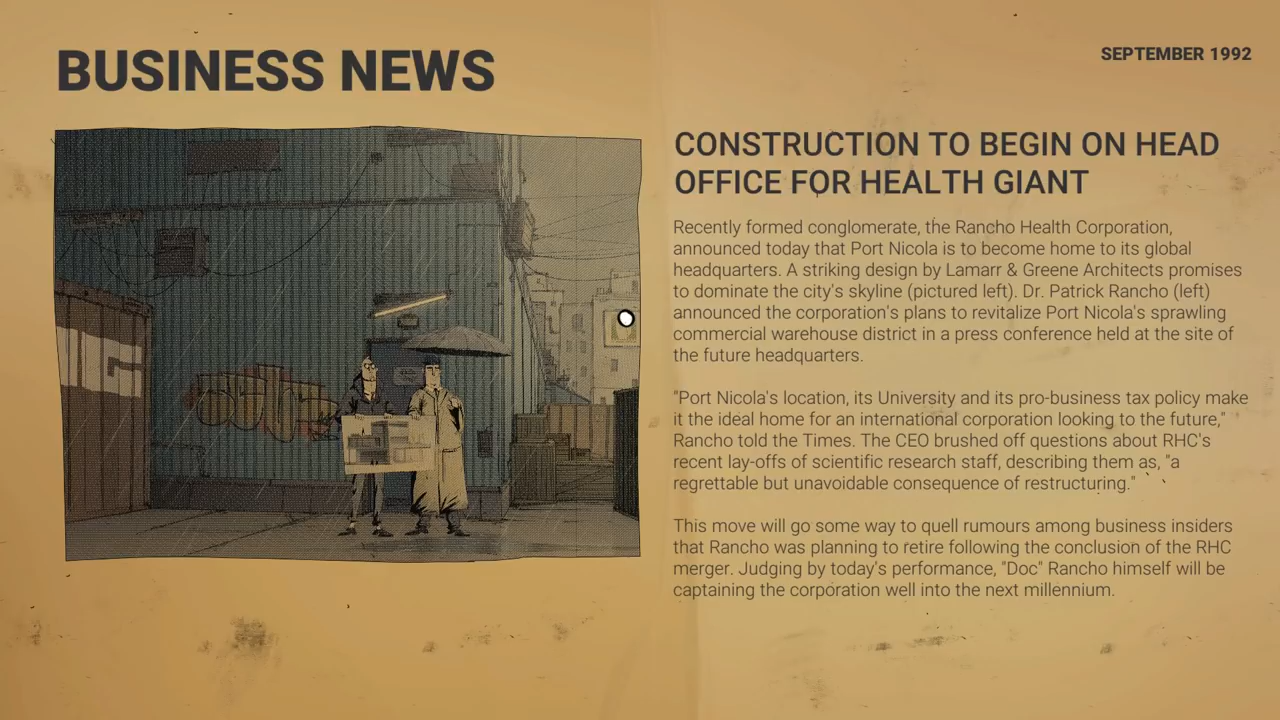 BUSINESS NEWS
SEPTEMBER 1992
CONSTRUCTION TO BEGIN ON HEAD
OFFICE FOR HEALTH GIANT
Recently formed conglomerate, the Rancho Health Corporation,
announced today that Port Nicola is to become home to its global
headquarters. A striking design by Lamarr & Greene Architects promises
to dominate the city's skyline (pictured left). Dr. Patrick Rancho (left)
announced the corporation's plans to revitalize Port Nicola's sprawling
commercial warehouse district in a press conference held at the site of
the future headquarters.
"Port Nicola's location, its University and its pro-business tax policy make
it the ideal home for an international corporation looking to the future,"
Rancho told the Times. The CEO brushed off questions about RHC's
recent lay-offs of scientific research staff, describing them as, "a
regrettable but unavoidable consequence of restructuring."
This move will go some way to quell rumours among business insiders
that Rancho was planning to retire following the conclusion of the RHC
merger. Judging by today's performance, "Doc" Rancho himself will be
captaining the corporation well into the next millennium.